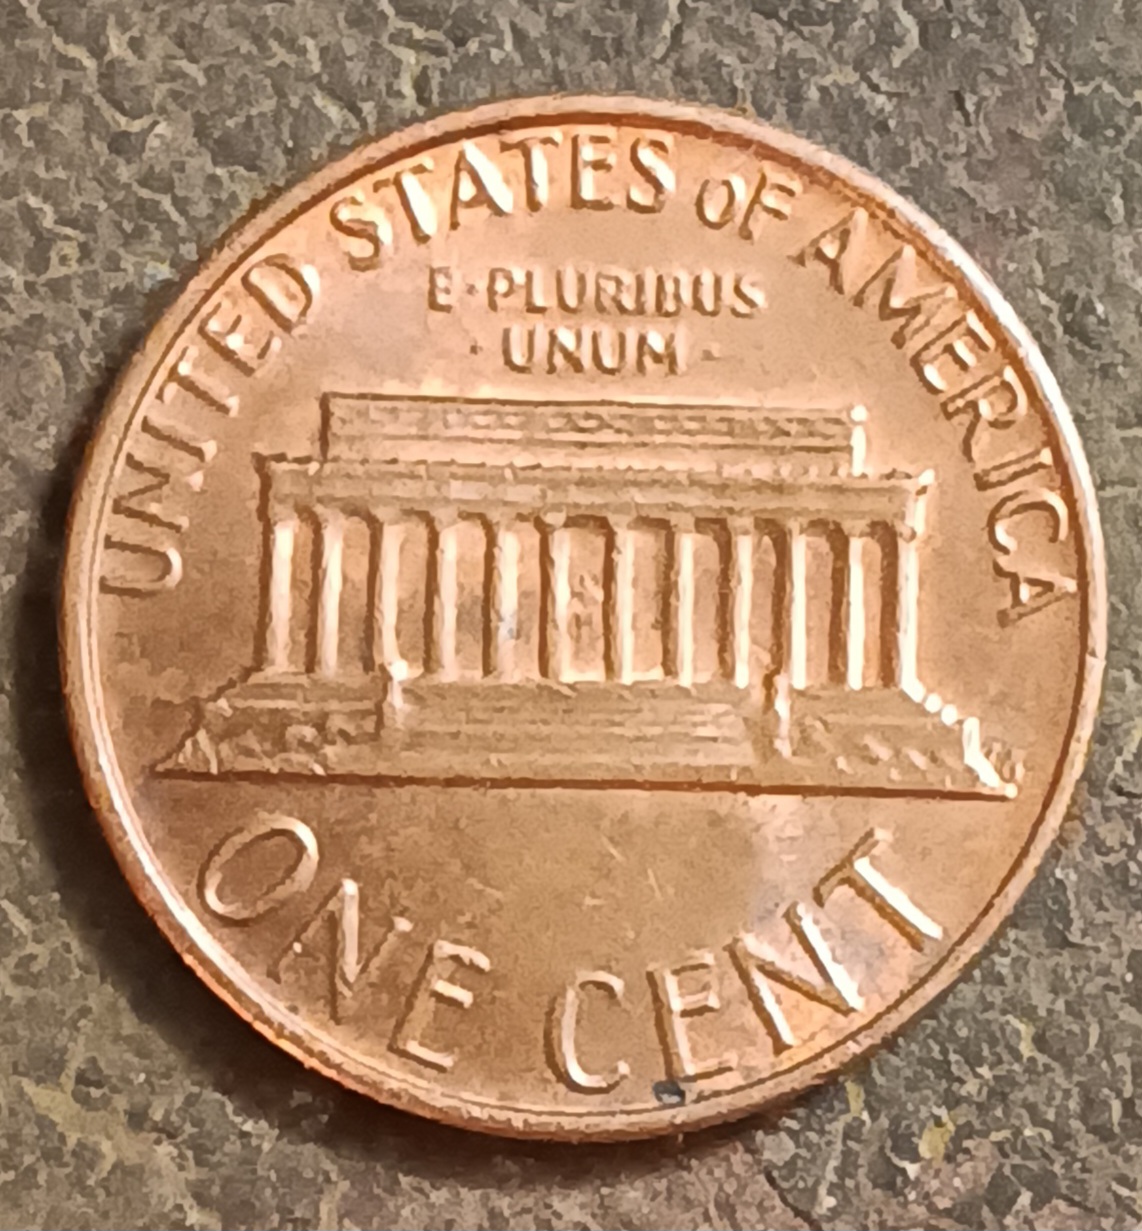 UNITED STATES OF AMERICA
E·PLURIBUS
·UNUM·
ONE CENT